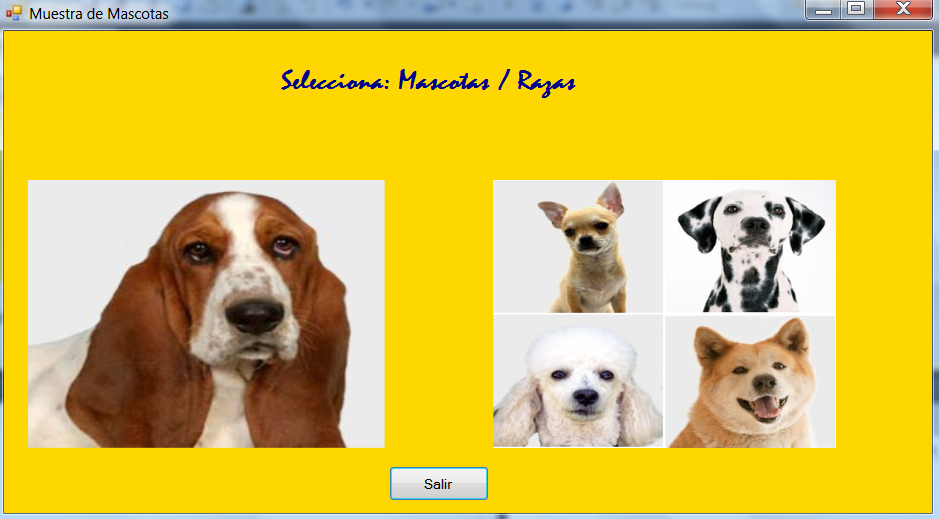 Muestra de Mascotas
Selecciona: Mascotas / Razas
Salir